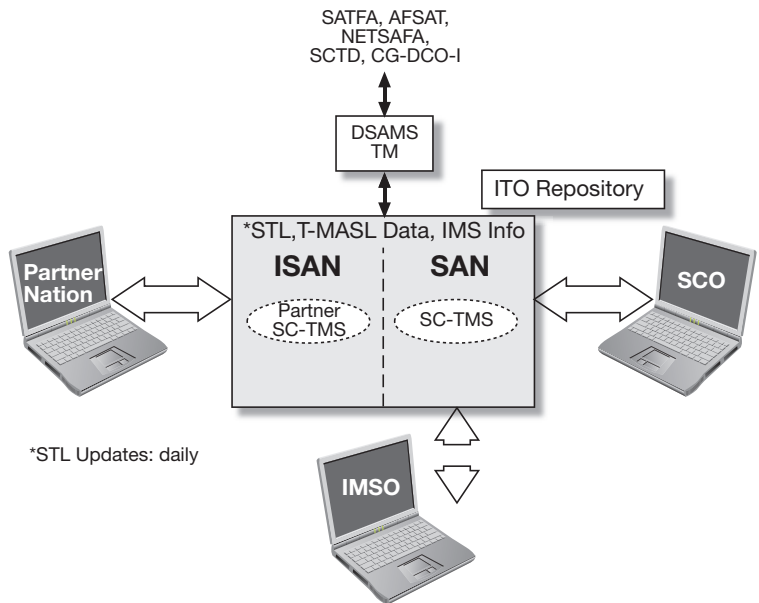 SATFA, AFSAT,
NETSAFA,
SCTD, CG-DCO-I
DSAMS
TM
ITO Repository
*STL,T-MASL Data, IMS Info
ISAN
SAN
Partner
Nation
Partner
SC-TMS
SC-TMS
SCO
*STL Updates: daily
IMSO